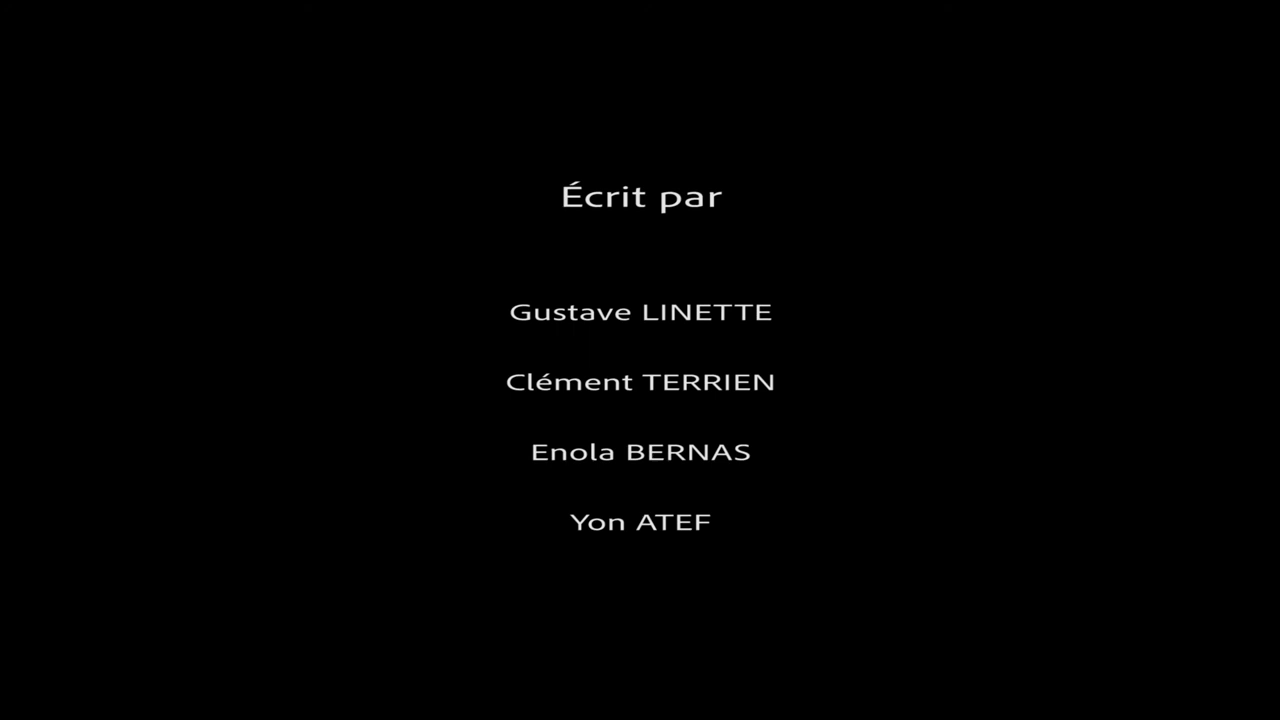 Écrit par
Gustave LINETTE
Clément TERRIEN
Enola BERNAS
Yon ATEF